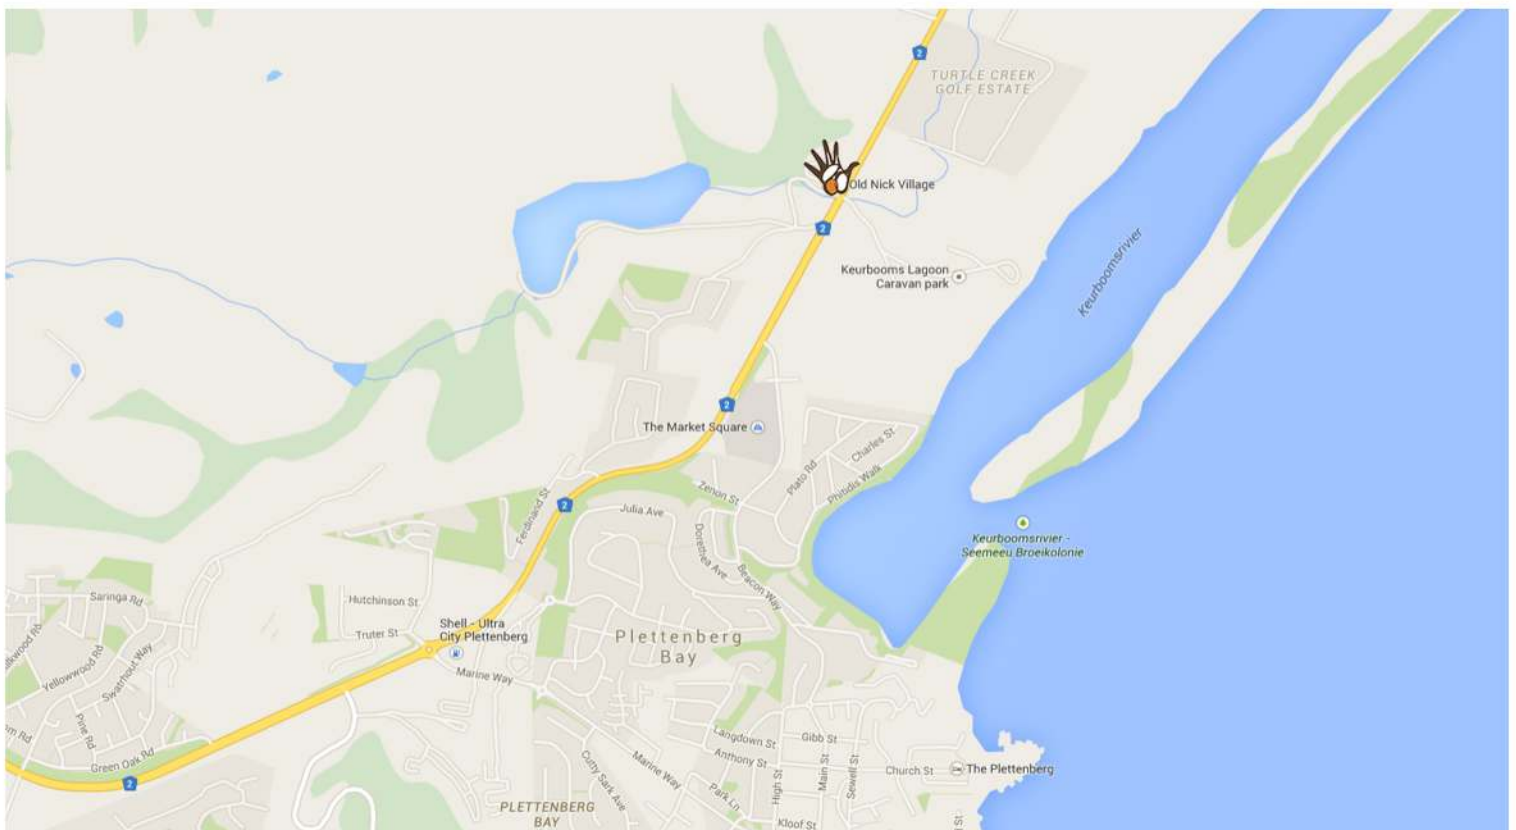 2
TURTLE CREEK
GOLF ESTATE
Old Nick Village
2
Keurboomsrivier
Keurbooms Lagoon
Caravan park
2
The Market Square
Charles St
Plato Rd
Phitidis Walk
Zenon St
2
Ferdinand St
Julia Ave
Dorethea Ave
Beacon Way
Keurboomsrivier -
Seemeeu Broeikolonie
Saringa Rd
Hutchinson St
Truter St
Shell - Ultra
City Plettenberg
Plettenberg
Bay
Yellowwood Rd
Swarthout Way
Marine Way
Pine Rd
Green Oak Rd
2
Langdown St
Gibb St
Anthony St
Marine Way
Cutty Sark Ave
Park Ln
High St
Main St
Sewell St
Church St
The Plettenberg
PLETTENBERG
BAY
Kloof St
St